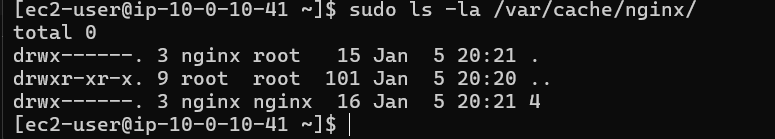 [ec2-user@ip-10-0-10-41 ~]$ sudo ls -la /var/cache/nginx/
total 0
drwx------. 3 nginx root   15 Jan  5 20:21 .
drwxr-xr-x. 9 root  root  101 Jan  5 20:20 ..
drwx------. 3 nginx nginx  16 Jan  5 20:21 4
[ec2-user@ip-10-0-10-41 ~]$